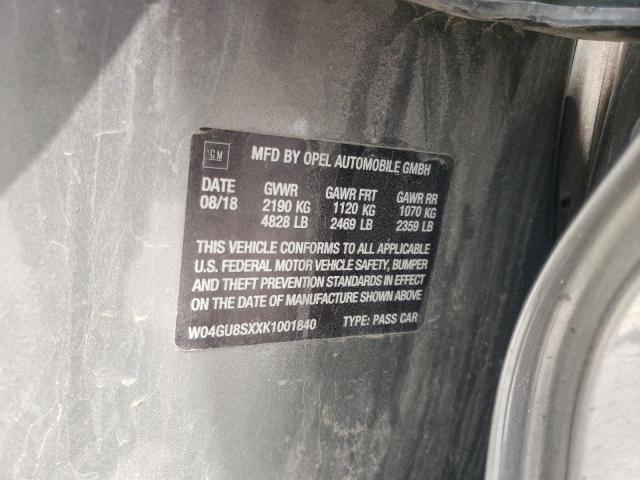 GM MFD BY OPEL AUTOMOBILE GMBH
DATE GVWR GAWR FRT GAWR RR
08/18 2190 KG 1120 KG 1070 KG
4828 LB 2469 LB 2359 LB
THIS VEHICLE CONFORMS TO ALL APPLICABLE
U.S. FEDERAL MOTOR VEHICLE SAFETY, BUMPER
AND THEFT PREVENTION STANDARDS IN EFFECT
ON THE DATE OF MANUFACTURE SHOWN ABOVE
W04GU8SXXK1001840 TYPE: PASS CAR